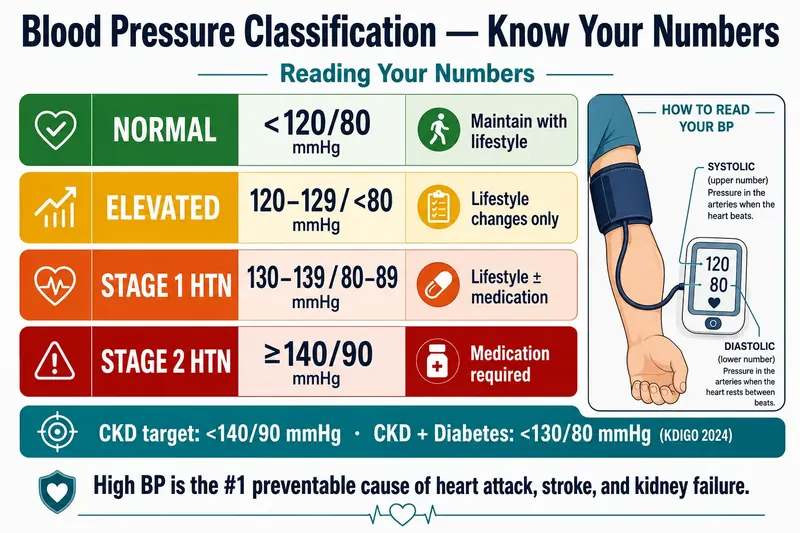 Blood Pressure Classification — Know Your Numbers
Reading Your Numbers
NORMAL
<120/80
mmHg
Maintain with
lifestyle
ELEVATED
120–129 / <80
mmHg
Lifestyle
changes only
STAGE 1 HTN
130–139 / 80–89
mmHg
Lifestyle ±
medication
STAGE 2 HTN
≥140/90
mmHg
Medication
required
HOW TO READ
YOUR BP
SYSTOLIC
(upper number)
Pressure in the
arteries when the
heart beats.
120
80
DIASTOLIC
(lower number)
Pressure in the
arteries when the
heart rests between
beats.
CKD target: <140/90 mmHg · CKD + Diabetes: <130/80 mmHg (KDIGO 2024)
High BP is the #1 preventable cause of heart attack, stroke, and kidney failure.